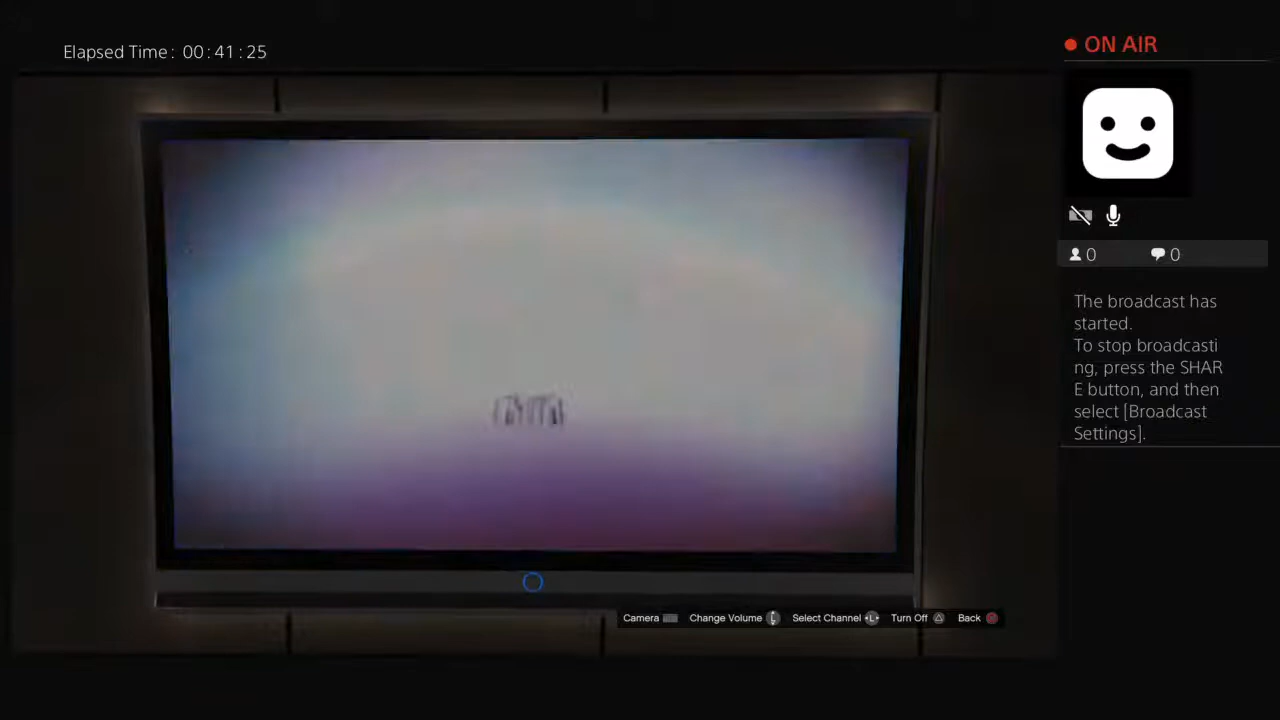 Elapsed Time: 00:41:25
ON AIR
0 0
The broadcast has
started.
To stop broadcasti
ng, press the SHAR
E button, and then
select [Broadcast
Settings].
Camera Change Volume Select Channel L Turn Off Back